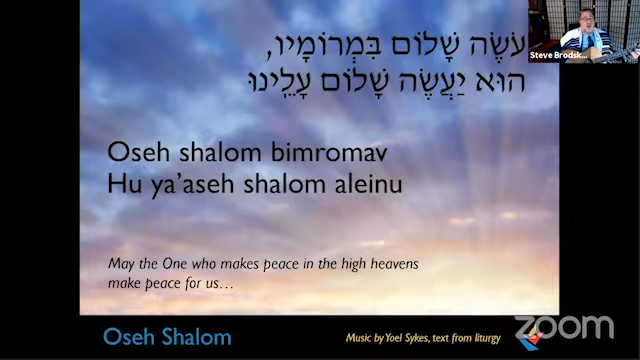 עֹשֶׂה שָׁלוֹם בִּמְרוֹמָיו,
הוּא יַעֲשֶׂה שָׁלוֹם עָלֵֽינוּ
Steve Brodsk...
Oseh shalom bimromav
Hu ya'aseh shalom aleinu
May the One who makes peace in the high heavens
make peace for us...
Oseh Shalom
Music by Yoel Sykes, text from liturgy
zoom